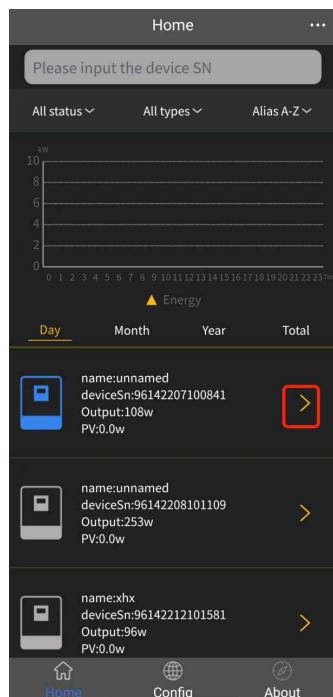 Home
Please input the device SN
All status All types Alias A-Z
kW
10
8
6
4
2
0
0 1 2 3 4 5 6 7 8 9 10 11 12 13 14 15 16 17 18 19 20 21 22 23
Energy
Day Month Year Total
name:unnamed
deviceSn:96142207100841
Output:108w
PV:0.0w
name:unnamed
deviceSn:96142208101109
Output:253w
PV:0.0w
name:xhx
deviceSn:96142212101581
Output:96w
PV:0.0w
Home Config About